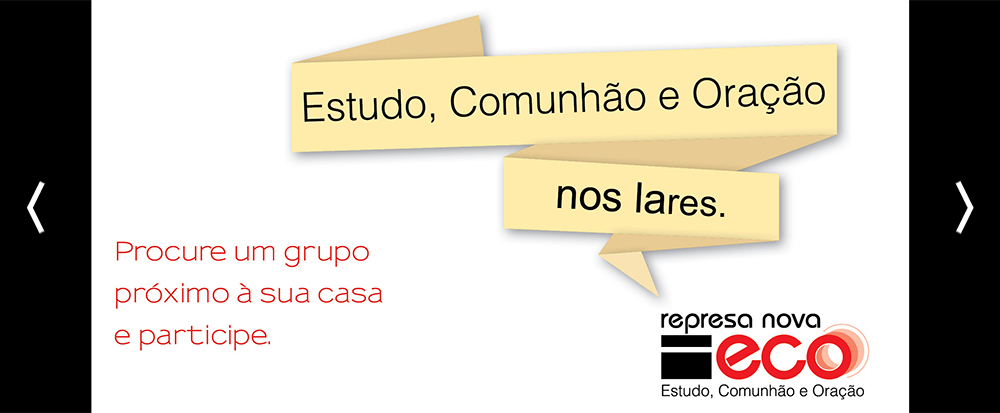 Estudo, Comunhão e Oração
nos lares.
Procure um grupo
próximo à sua casa
e participe.
represa nova
eco
Estudo, Comunhão e Oração